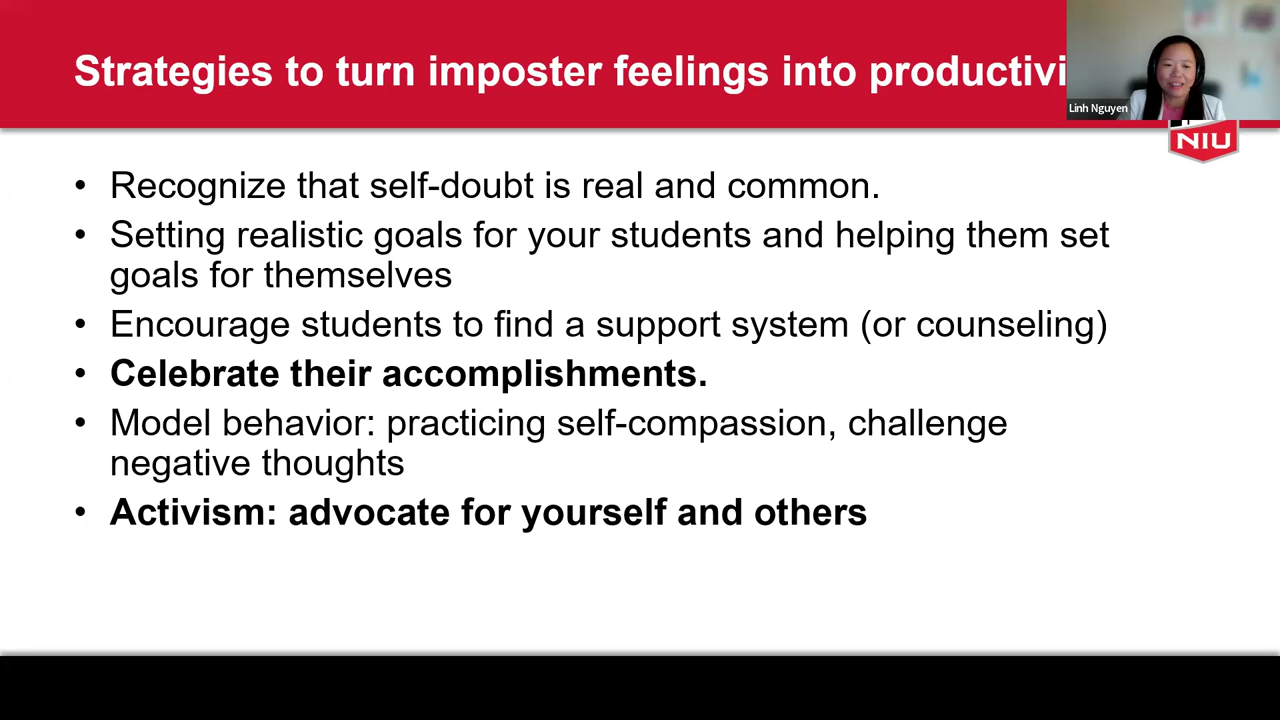 Strategies to turn imposter feelings into productivi
Linh Nguyen
NIU
• Recognize that self-doubt is real and common.
• Setting realistic goals for your students and helping them set
goals for themselves
• Encourage students to find a support system (or counseling)
• Celebrate their accomplishments.
• Model behavior: practicing self-compassion, challenge
negative thoughts
• Activism: advocate for yourself and others